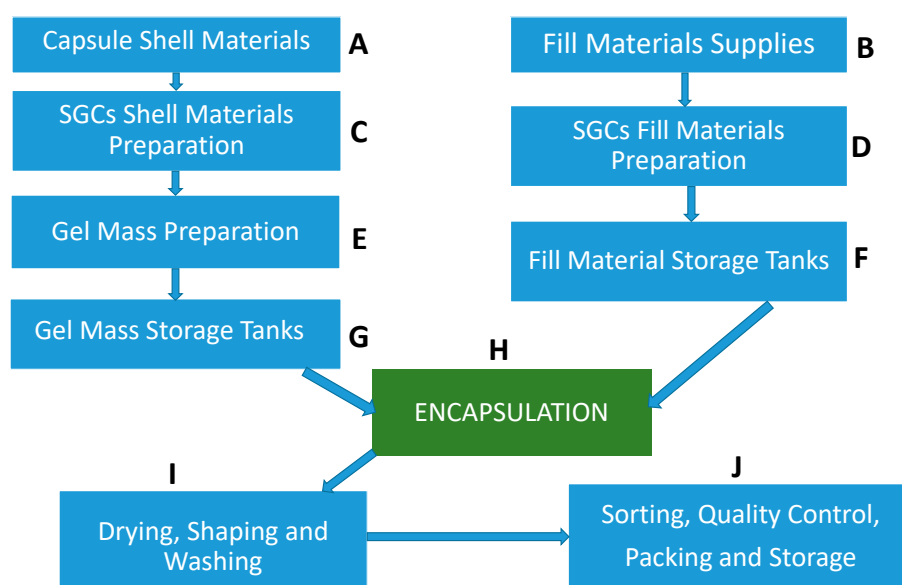 Capsule Shell Materials
A
Fill Materials Supplies
B
SGCs Shell Materials
Preparation
C
SGCs Fill Materials
Preparation
D
Gel Mass Preparation
E
Fill Material Storage Tanks
F
Gel Mass Storage Tanks
G
H
ENCAPSULATION
I
Drying, Shaping and
Washing
J
Sorting, Quality Control,
Packing and Storage